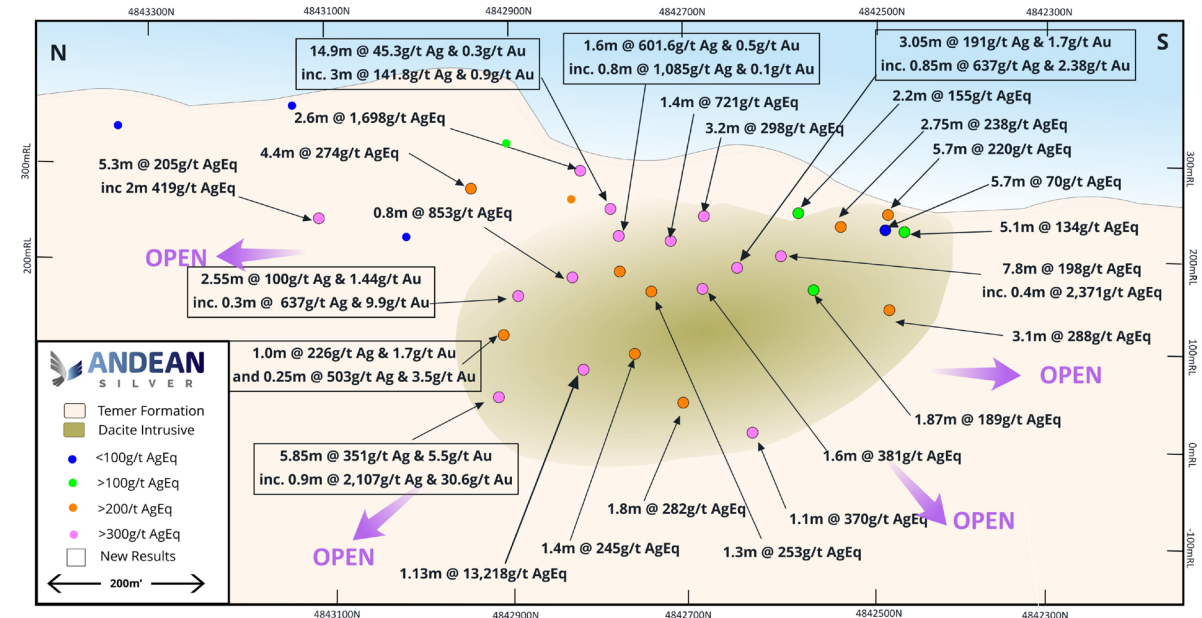 4843300N
4843100N
4842900N
4842700N
4842500N
4842300N
N
S
14.9m @ 45.3g/t Ag & 0.3g/t Au
inc. 3m @ 141.8g/t Ag & 0.9g/t Au
1.6m @ 601.6g/t Ag & 0.5g/t Au
inc. 0.8m @ 1,085g/t Ag & 0.1g/t Au
3.05m @ 191g/t Ag & 1.7g/t Au
inc. 0.85m @ 637g/t Ag & 2.38g/t Au
2.6m @ 1,698g/t AgEq
1.4m @ 721g/t AgEq
3.2m @ 298g/t AgEq
2.2m @ 155g/t AgEq
2.75m @ 238g/t AgEq
5.7m @ 220g/t AgEq
5.7m @ 70g/t AgEq
4.4m @ 274g/t AgEq
5.3m @ 205g/t AgEq
inc 2m 419g/t AgEq
0.8m @ 853g/t AgEq
5.1m @ 134g/t AgEq
300mRL
300mRL
200mRL
200mRL
100mRL
0mRL
-100mRL
OPEN
2.55m @ 100g/t Ag & 1.44g/t Au
inc. 0.3m @ 637g/t Ag & 9.9g/t Au
7.8m @ 198g/t AgEq
inc. 0.4m @ 2,371g/t AgEq
3.1m @ 288g/t AgEq
1.0m @ 226g/t Ag & 1.7g/t Au
and 0.25m @ 503g/t Ag & 3.5g/t Au
OPEN
1.87m @ 189g/t AgEq
5.85m @ 351g/t Ag & 5.5g/t Au
inc. 0.9m @ 2,107g/t Ag & 30.6g/t Au
1.6m @ 381g/t AgEq
1.8m @ 282g/t AgEq
1.1m @ 370g/t AgEq
OPEN
OPEN
1.4m @ 245g/t AgEq
1.3m @ 253g/t AgEq
1.13m @ 13,218g/t AgEq
ANDEAN
SILVER
Temer Formation
Dacite Intrusive
<100g/t AgEq
>100g/t AgEq
>200/t AgEq
>300g/t AgEq
New Results
200m'
4843100N
4842900N
4842700N
4842500N
4842300N